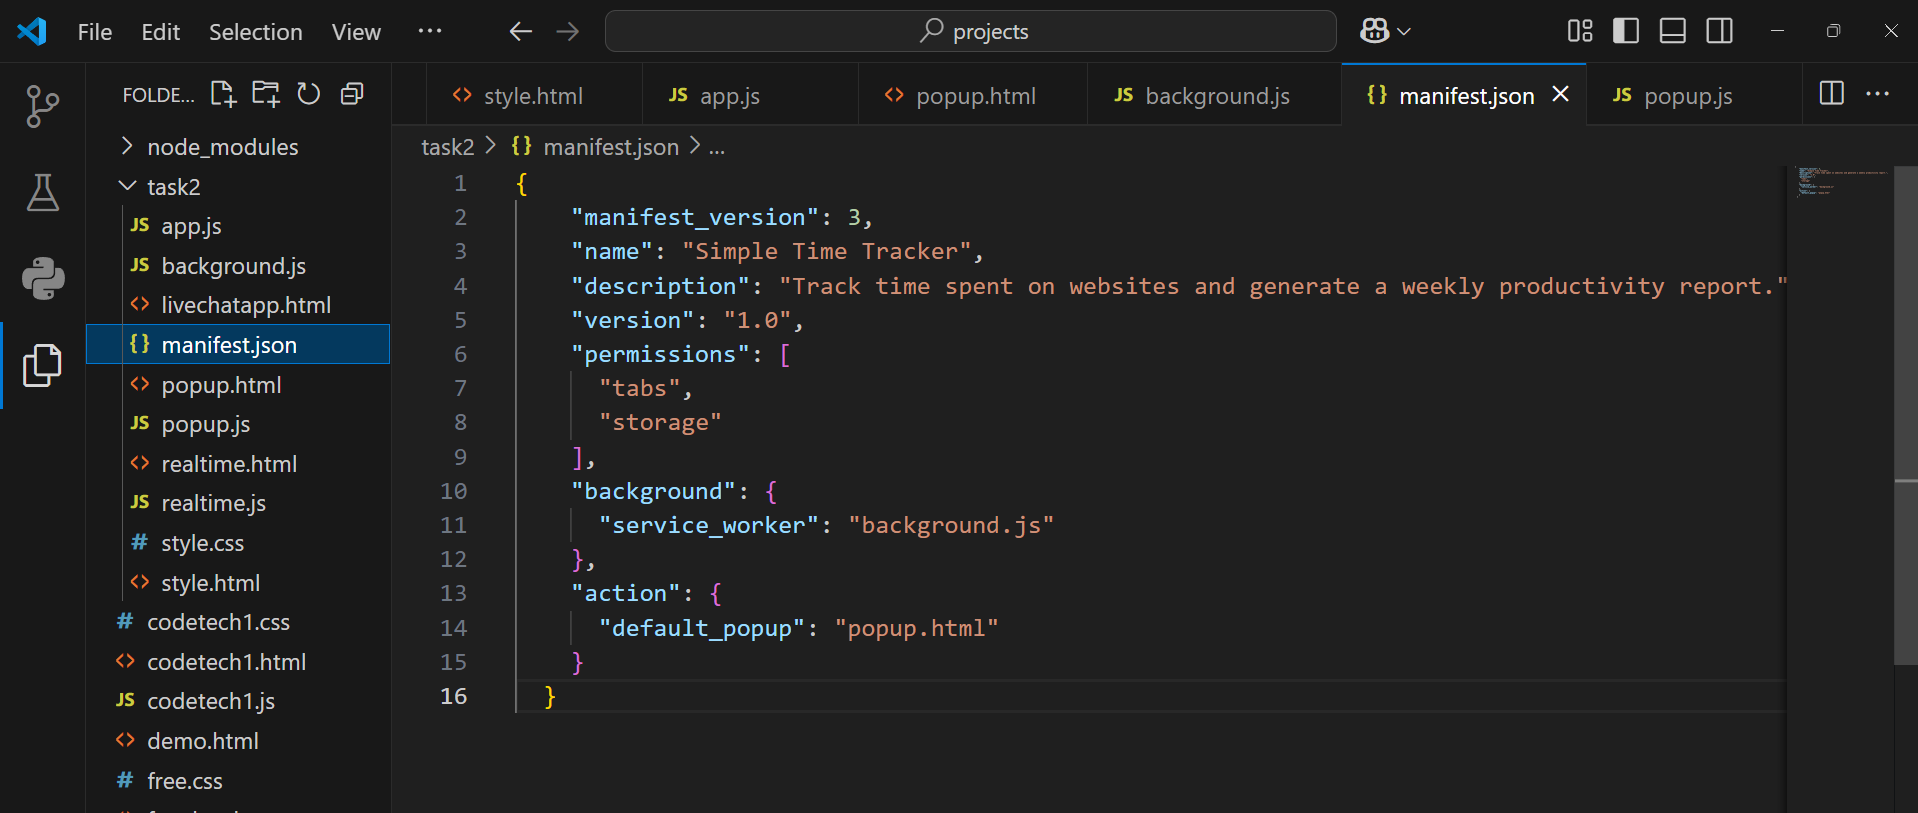 File Edit Selection View ... projects
FOLDE...
style.html
JS app.js
popup.html
JS background.js
{} manifest.json
JS popup.js
...
node_modules
task2
JS app.js
JS background.js
livechatapp.html
{} manifest.json
popup.html
JS popup.js
realtime.html
JS realtime.js
# style.css
style.html
# codetech1.css
codetech1.html
JS codetech1.js
demo.html
# free.css
task2 > {} manifest.json > ...
1 {
2 "manifest_version": 3,
3 "name": "Simple Time Tracker",
4 "description": "Track time spent on websites and generate a weekly productivity report."
5 "version": "1.0",
6 "permissions": [
7 "tabs",
8 "storage"
9 ],
10 "background": {
11 "service_worker": "background.js"
12 },
13 "action": {
14 "default_popup": "popup.html"
15 }
16 }